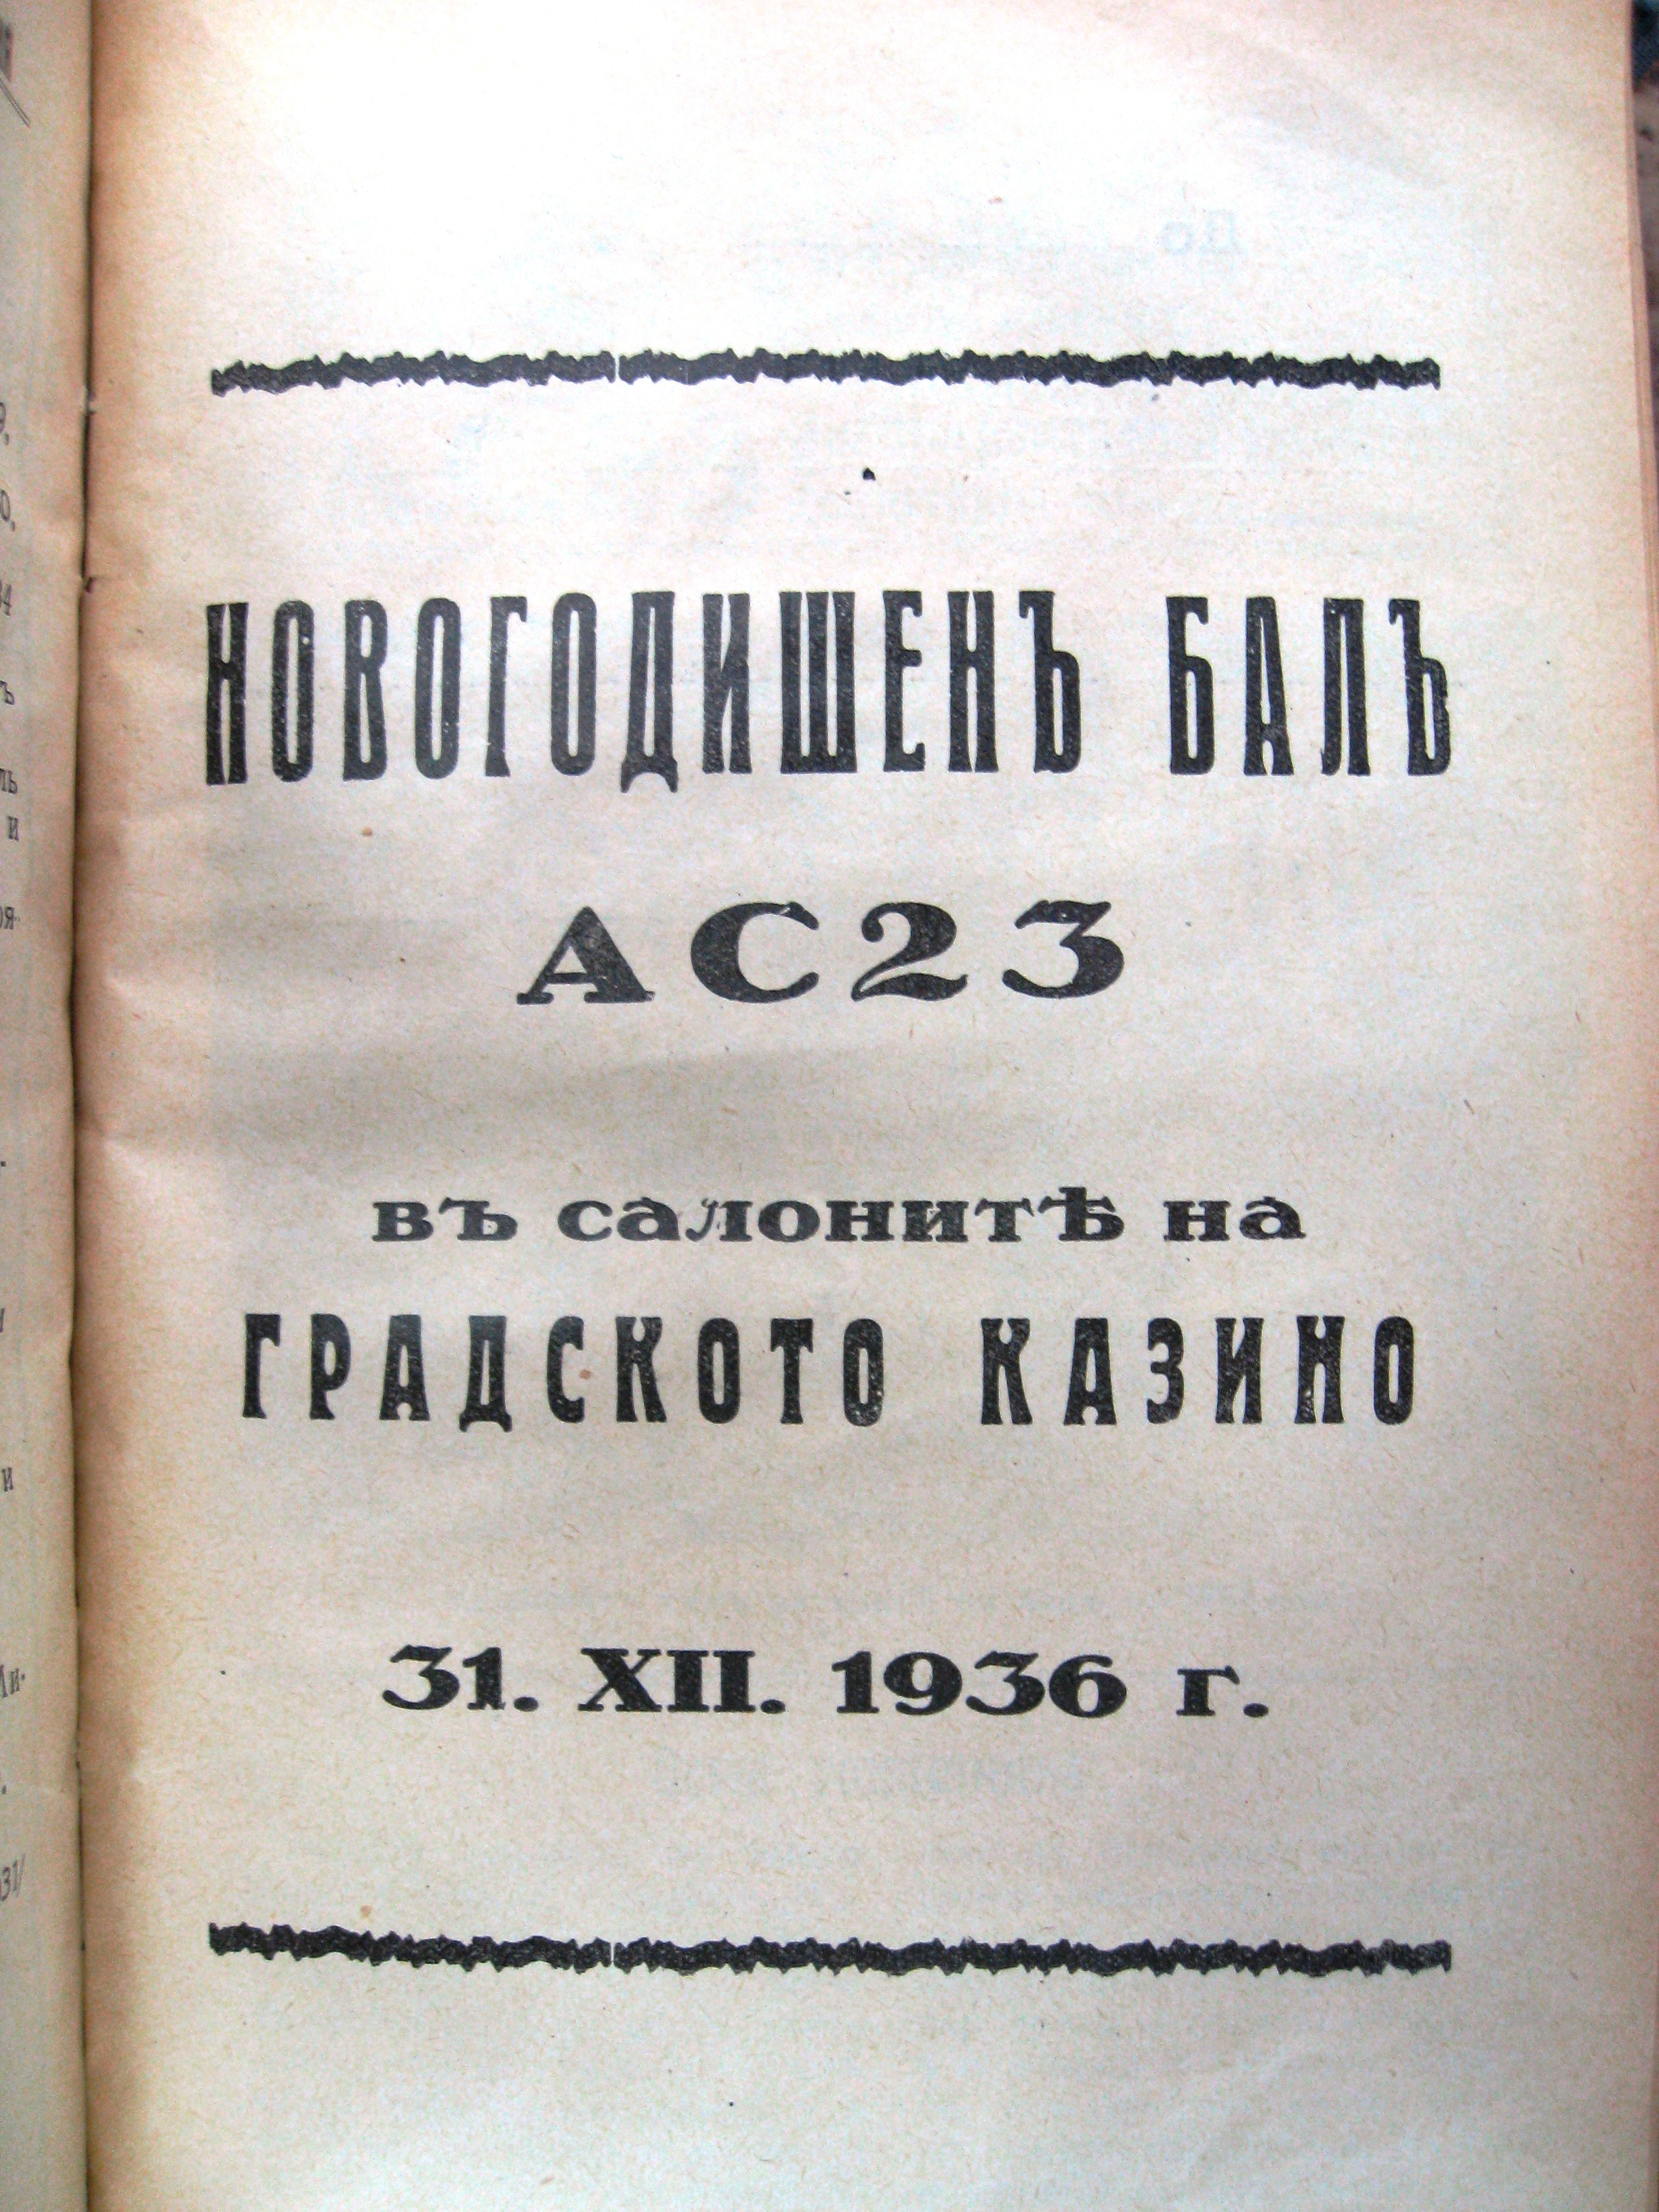 НОВОГОДИШЕНЪ БАЛЪ
АС23
въ салонитѣ на
ГРАДСКОТО КАЗИНО
31. XII. 1936 г.